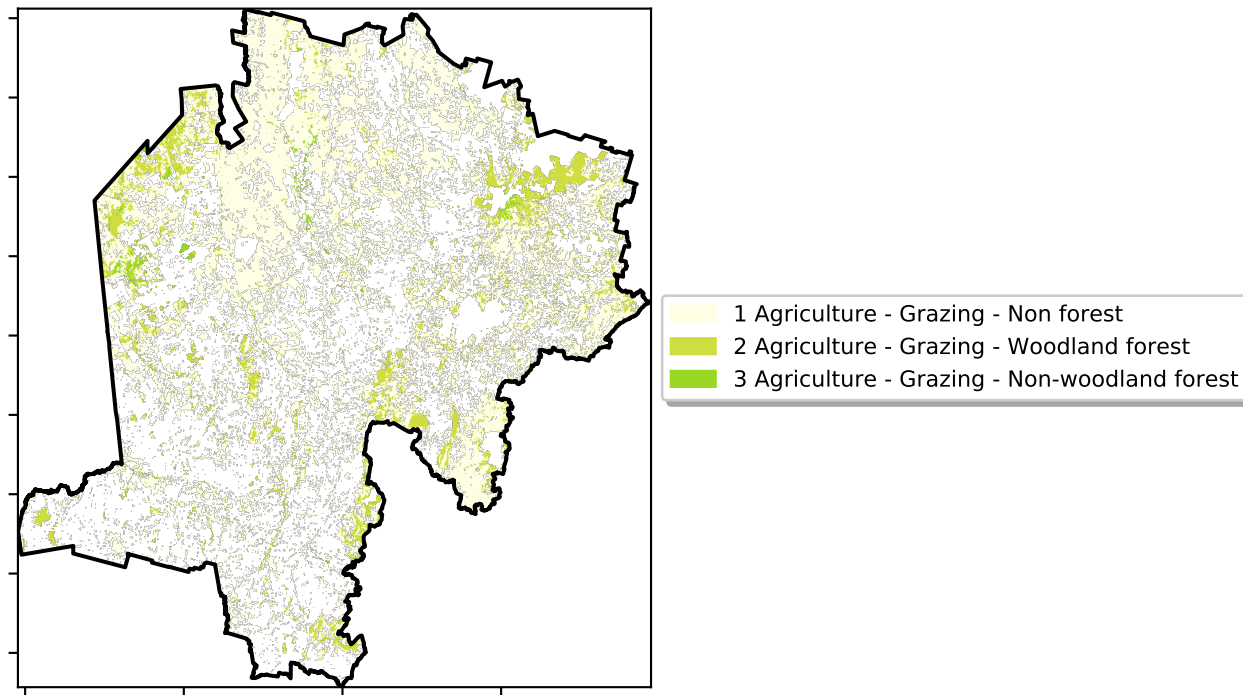 1 Agriculture - Grazing - Non forest
2 Agriculture - Grazing - Woodland forest
3 Agriculture - Grazing - Non-woodland forest